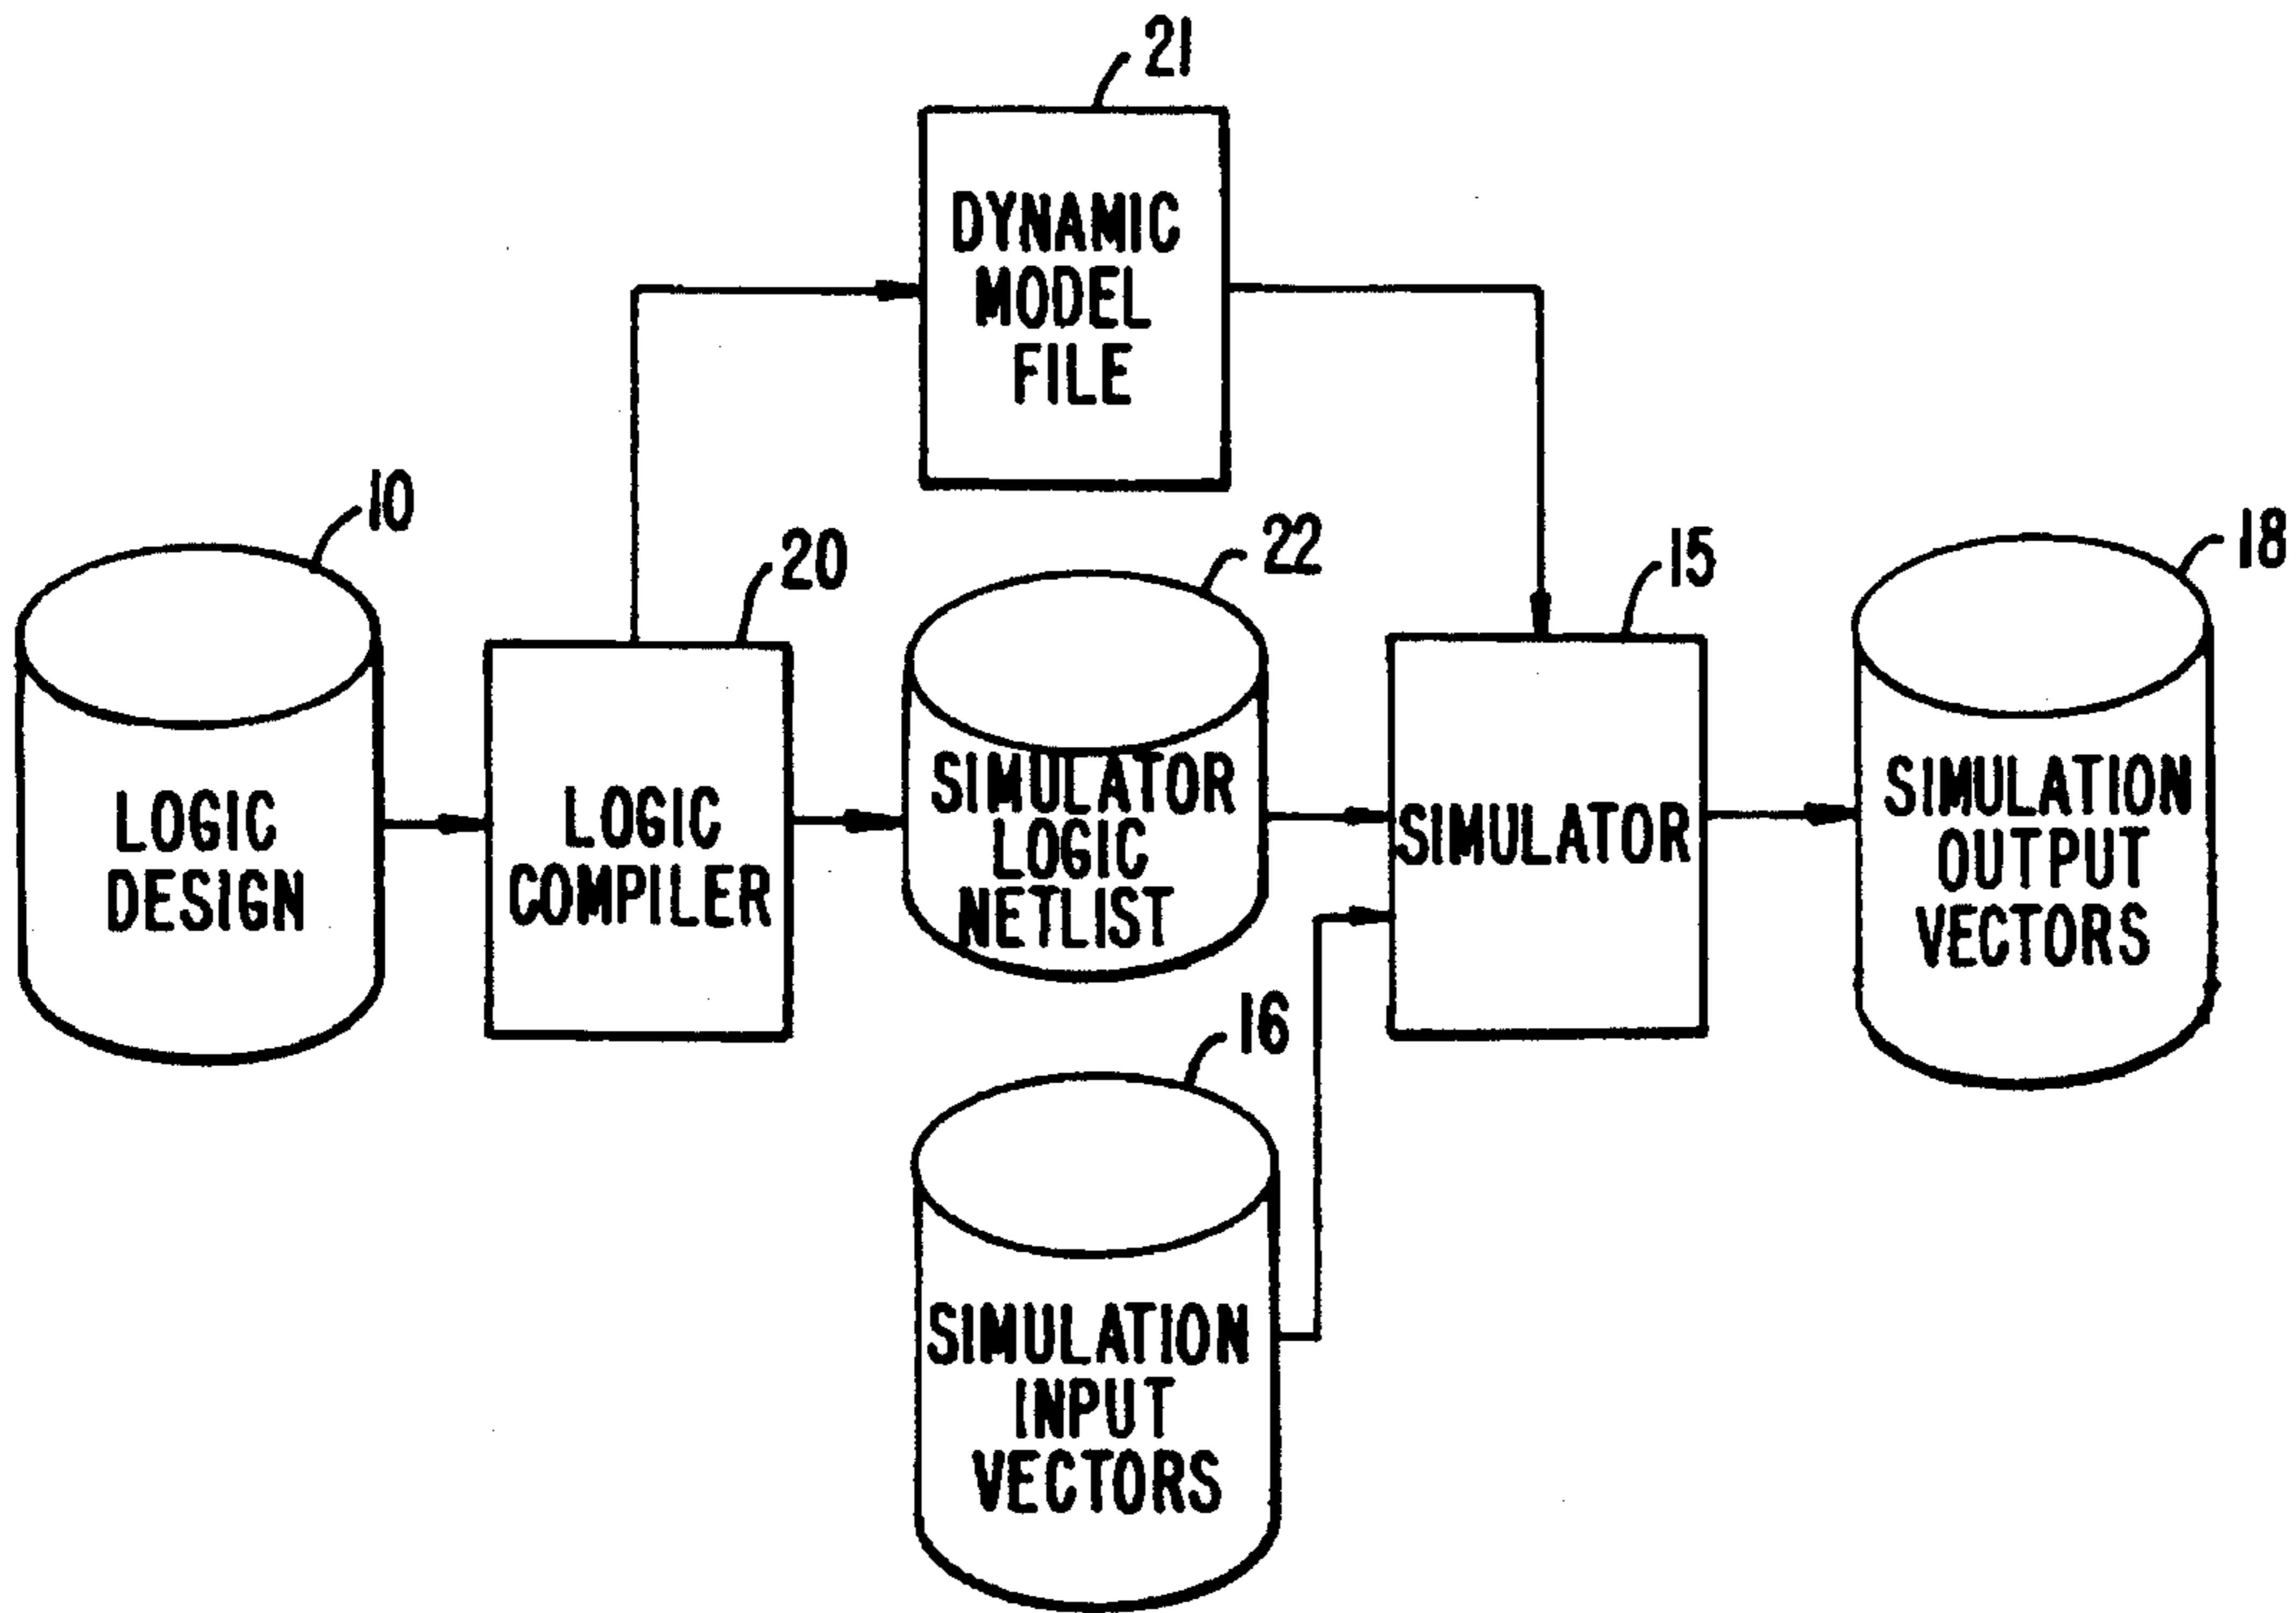 21
DYNAMIC
MODEL
FILE
10
LOGIC
DESIGN
20
LOGIC
COMPILER
22
SIMULATOR
LOGIC
NETLIST
15
SIMULATOR
18
SIMULATION
OUTPUT
VECTORS
16
SIMULATION
INPUT
VECTORS